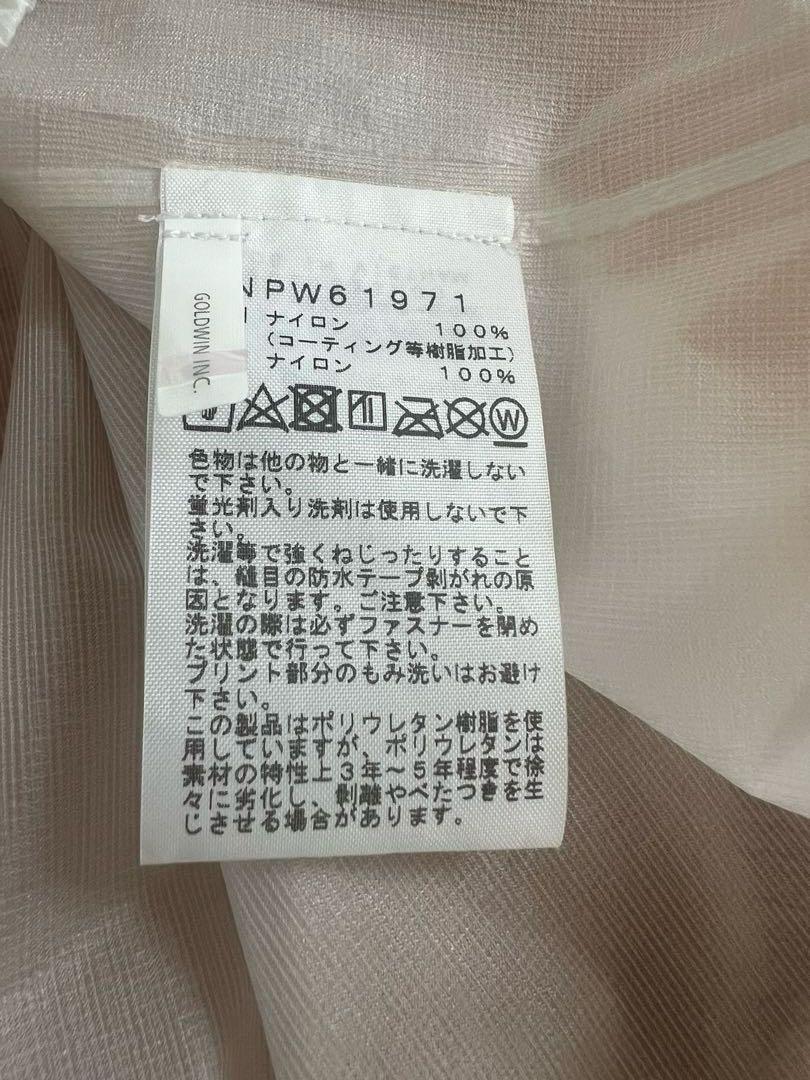 GOLDWIN INC.
NPW61971
ナイロン 100%
(コーティング等樹脂加工)
ナイロン 100%
W
色物は他の物と一緒に洗濯しない
で下さい。
蛍光剤入り洗剤は使用しないで下
さい。
洗濯等で強くねじったりすること
は、縫目の防水テープ剥がれの原
因となります。ご注意下さい。
洗濯の際は必ずファスナーを閉め
た状態で行って下さい。
プリント部分のもみ洗いはお避け
下さい。
この製品はポリウレタン樹脂を使
用していますが、ポリウレタンは
素材の特性上3年～5年程度で徐
々に劣化し、剥離やべたつきを生
じさせる場合があります。